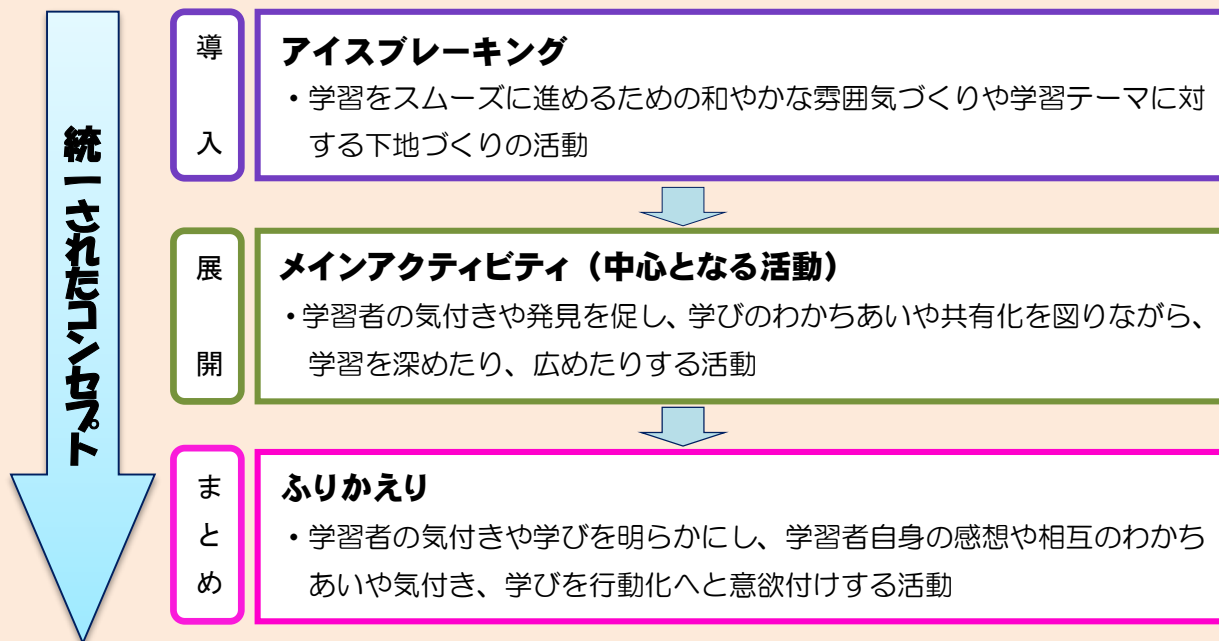 統一されたコンセプト
導入
アイスブレーキング
・学習をスムーズに進めるための和やかな雰囲気づくりや学習テーマに対
する下地づくりの活動
展開
メインアクティビティ（中心となる活動）
・学習者の気付きや発見を促し、学びのわかちあいや共有化を図りながら、
学習を深めたり、広めたりする活動
まとめ
ふりかえり
・学習者の気付きや学びを明らかにし、学習者自身の感想や相互のわかち
あいや気付き、学びを行動化へと意欲付けする活動